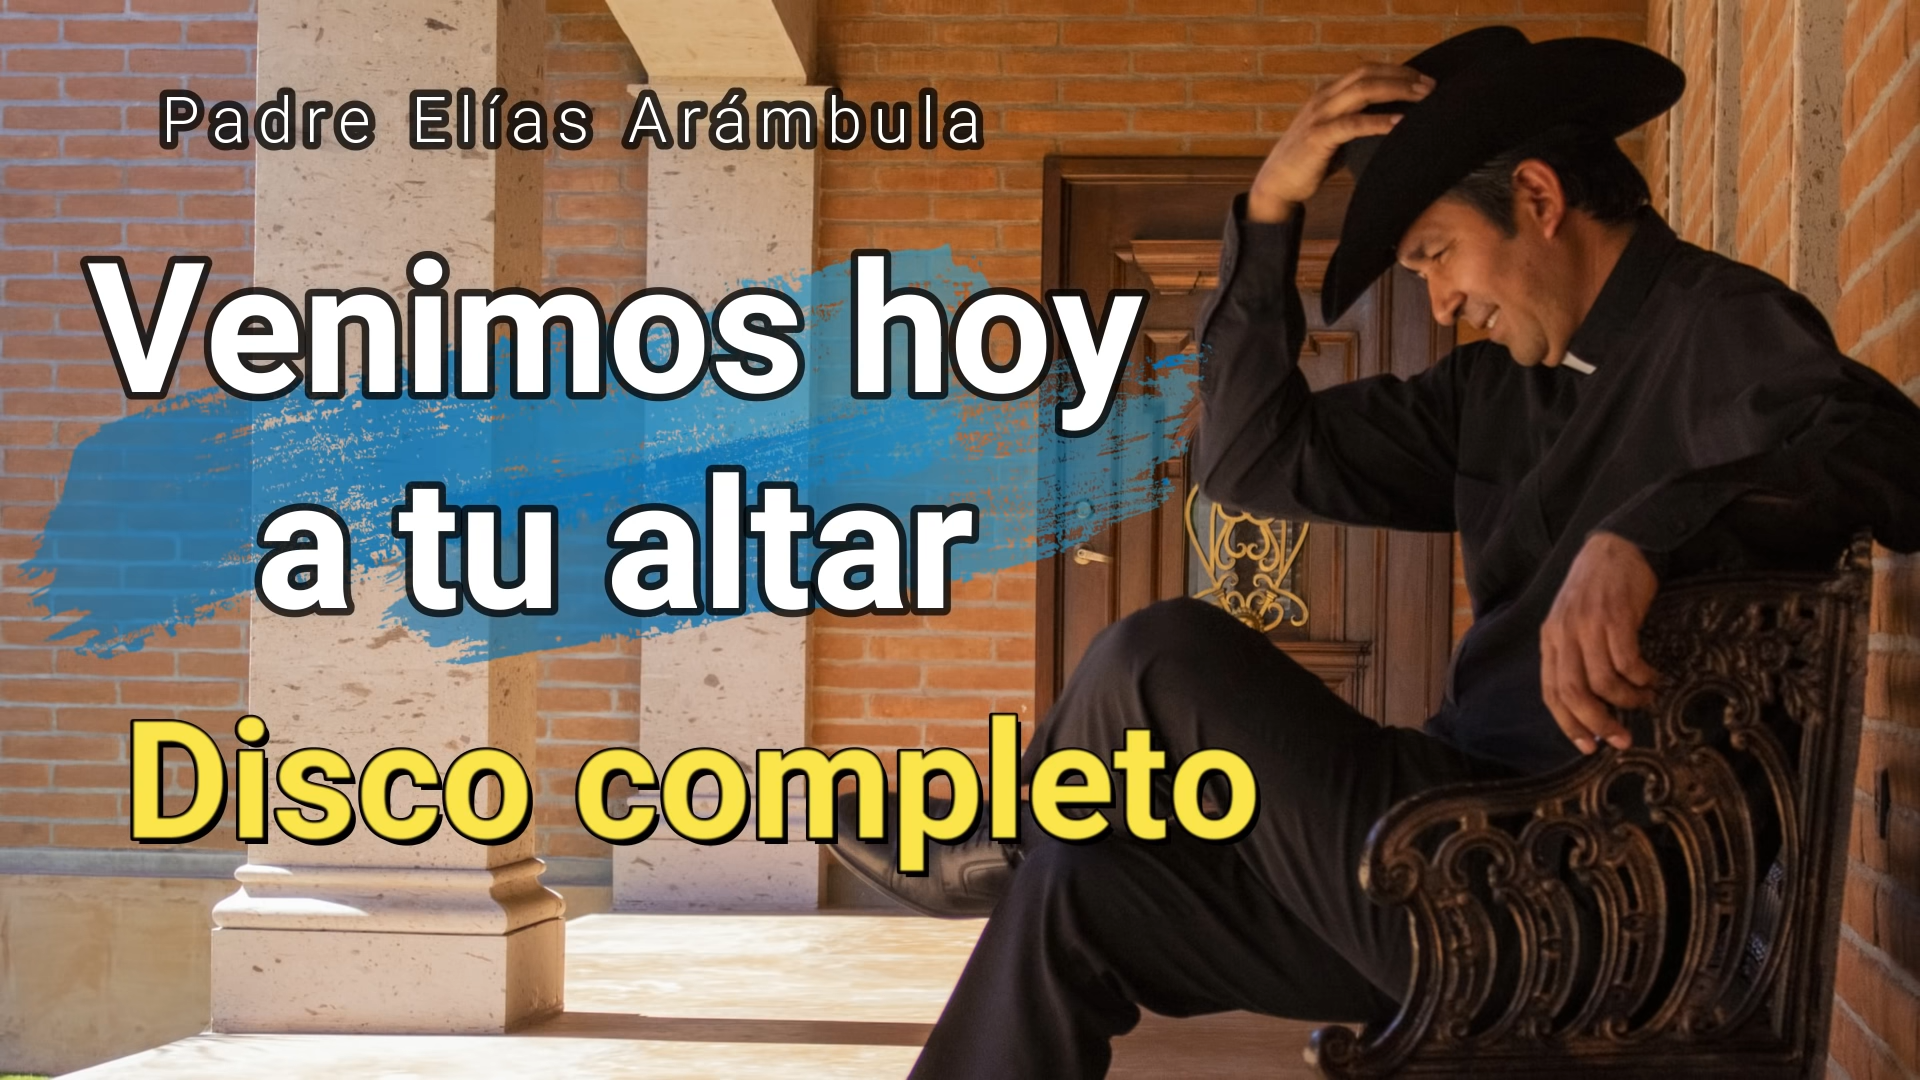 Padre Elías Arámbula
Venimos hoy
a tu altar
Disco completo